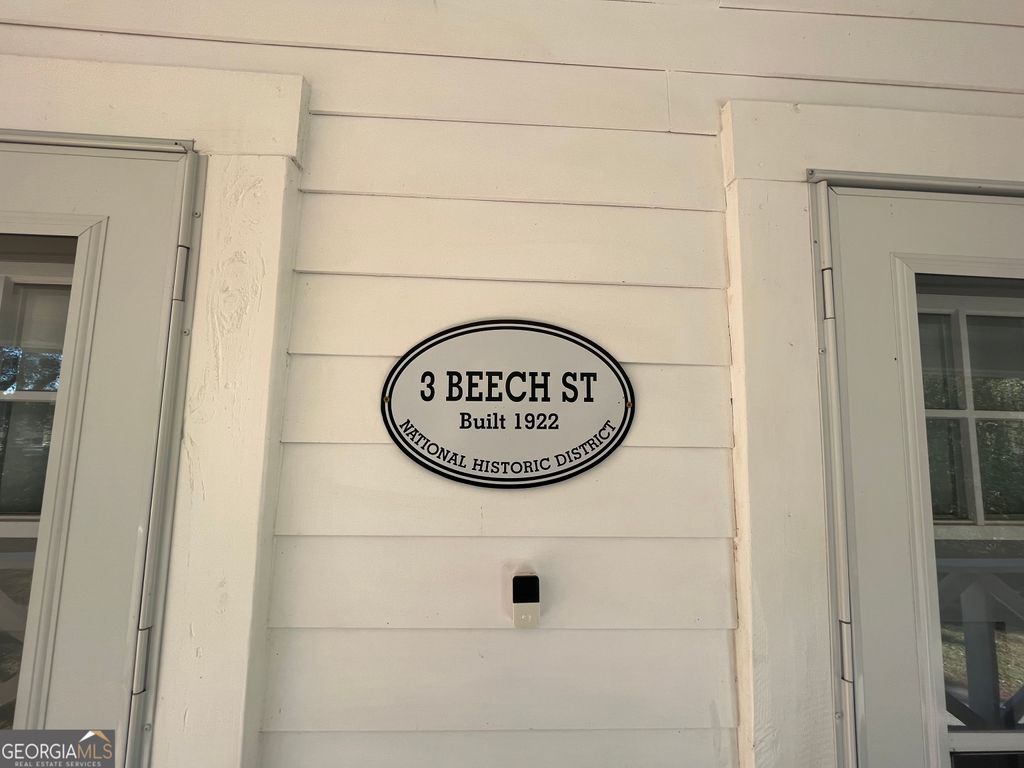 3 BEECH ST
Built 1922
NATIONAL HISTORIC DISTRICT
GEORGIAMLS
REAL ESTATE SERVICES